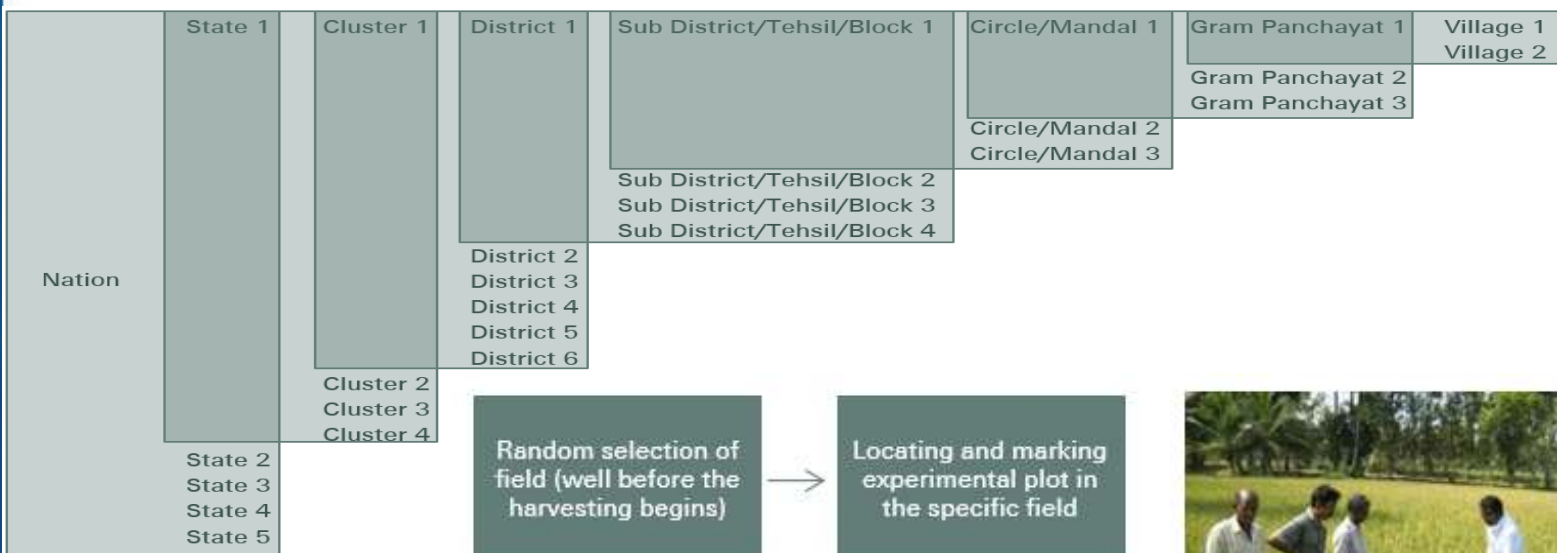 State 1 Cluster 1 District 1 Sub District/Tehsil/Block 1 Circle/Mandal 1 Gram Panchayat 1 Village 1
Village 2
Gram Panchayat 2
Gram Panchayat 3
Circle/Mandal 2
Circle/Mandal 3
Sub District/Tehsil/Block 2
Sub District/Tehsil/Block 3
Sub District/Tehsil/Block 4
District 2
Nation
District 3
District 4
District 5
District 6
Cluster 2
Cluster 3
Cluster 4
State 2
State 3
State 4
State 5
Random selection of
field (well before the
harvesting begins)
Locating and marking
experimental plot in
the specific field